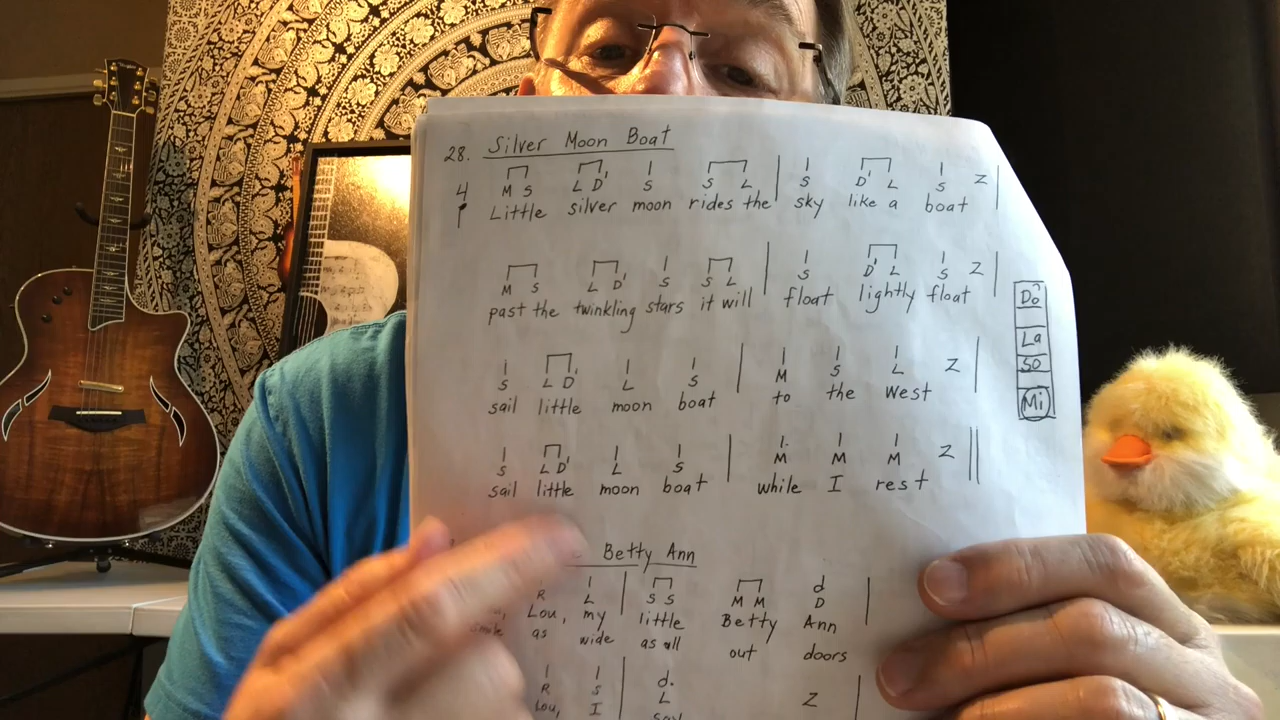 28. Silver Moon Boat
4 M S L D' S S L S D' L S Z
Little silver moon rides the sky like a boat
M S L D' S S L S D' L S Z
past the twinkling stars it will float lightly float
Do
La
So
Mi
S L D' L S M S L Z
sail little moon boat to the west
S L D' L S M M M Z
sail little moon boat while I rest
Betty Ann
R L S S M M d D
Lou, my little Betty Ann
as wide as all out doors
R S d. L Z
Lou, I